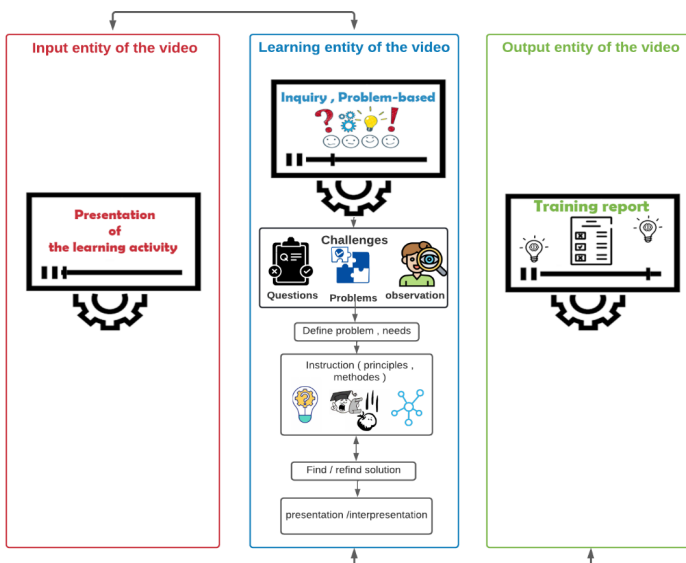 Input entity of the video
Presentation
of
the learning activity
Learning entity of the video
Inquiry , Problem-based
Challenges
Questions
Problems
observation
Define problem , needs
Instruction ( principles ,
methodes )
Find / refind solution
presentation /interpresentation
Output entity of the video
Training report